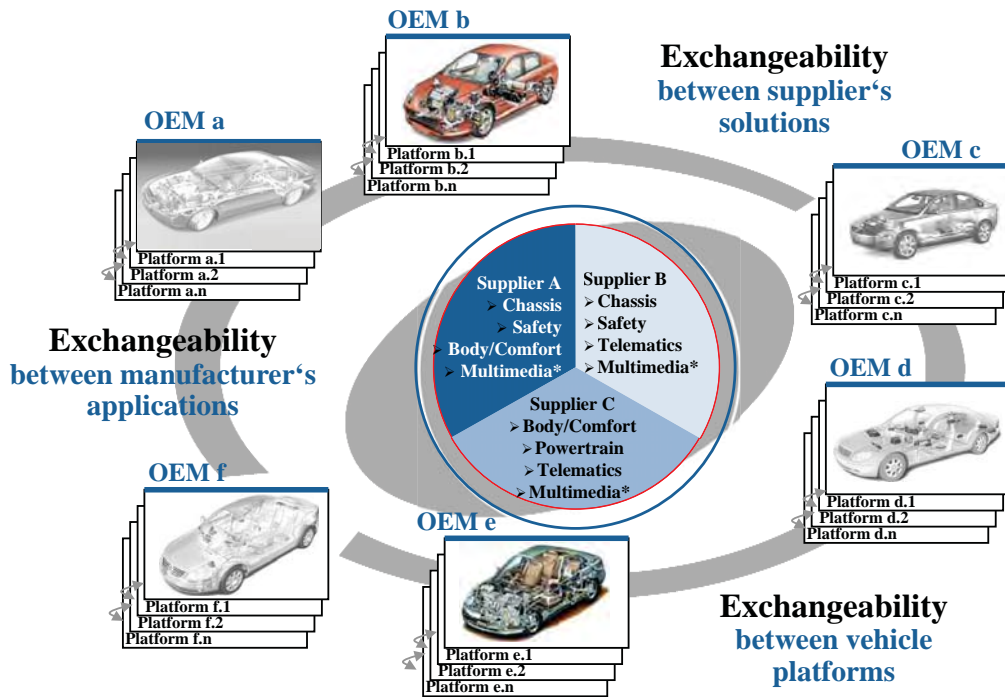 OEM b
Platform b.1
Platform b.2
Platform b.n
Exchangeability
between supplier‘s
solutions
OEM a
Platform a.1
Platform a.2
Platform a.n
OEM c
Platform c.1
Platform c.2
Platform c.n
Supplier A
➢ Chassis
➢ Safety
➢ Body/Comfort
➢ Multimedia*
Supplier B
➢ Chassis
➢ Safety
➢ Telematics
➢ Multimedia*
Supplier C
➢ Body/Comfort
➢ Powertrain
➢ Telematics
➢ Multimedia*
Exchangeability
between manufacturer‘s
applications
OEM d
Platform d.1
Platform d.2
Platform d.n
OEM f
Platform f.1
Platform f.2
Platform f.n
OEM e
Platform e.1
Platform e.2
Platform e.n
Exchangeability
between vehicle
platforms